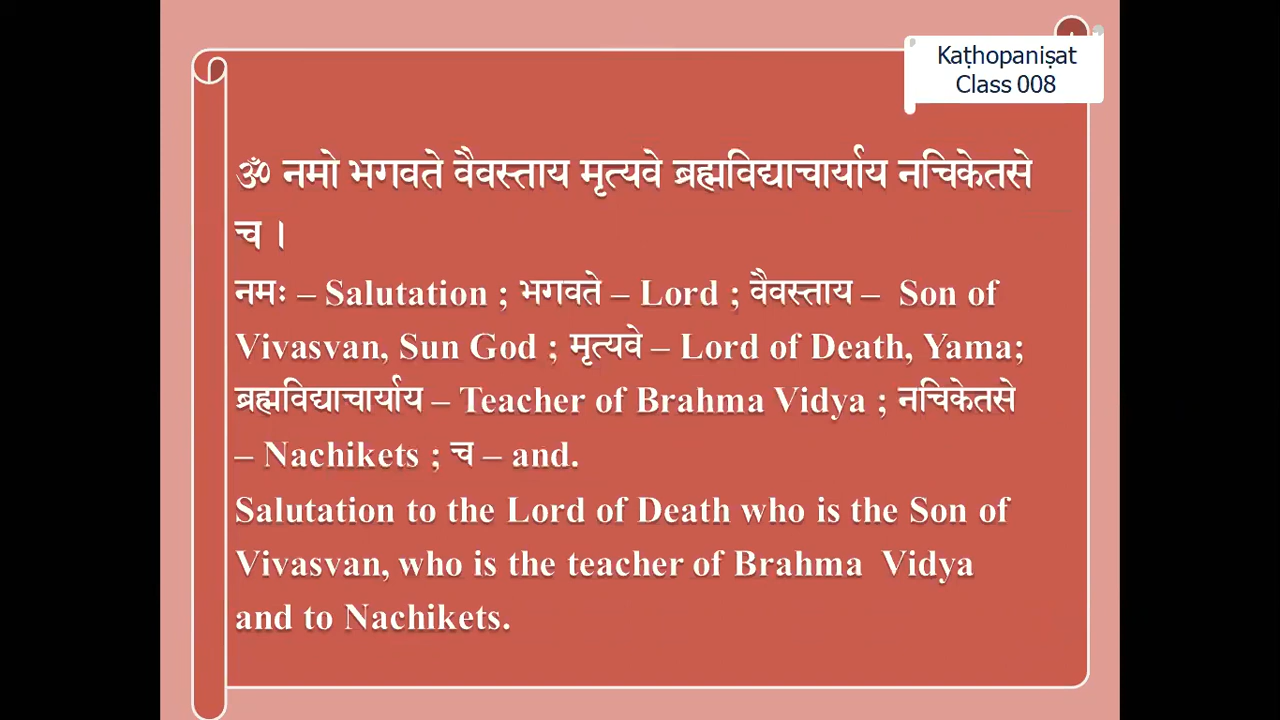 Kaṭhopaniṣat
Class 008
ॐ नमो भगवते वैवस्ताय मृत्यवे ब्रह्मविद्याचार्याय नचिकेतसे
च ।
नमः – Salutation ; भगवते – Lord ; वैवस्ताय – Son of
Vivasvan, Sun God ; मृत्यवे – Lord of Death, Yama;
ब्रह्मविद्याचार्याय – Teacher of Brahma Vidya ; नचिकेतसे
– Nachikets ; च – and.
Salutation to the Lord of Death who is the Son of
Vivasvan, who is the teacher of Brahma Vidya
and to Nachikets.